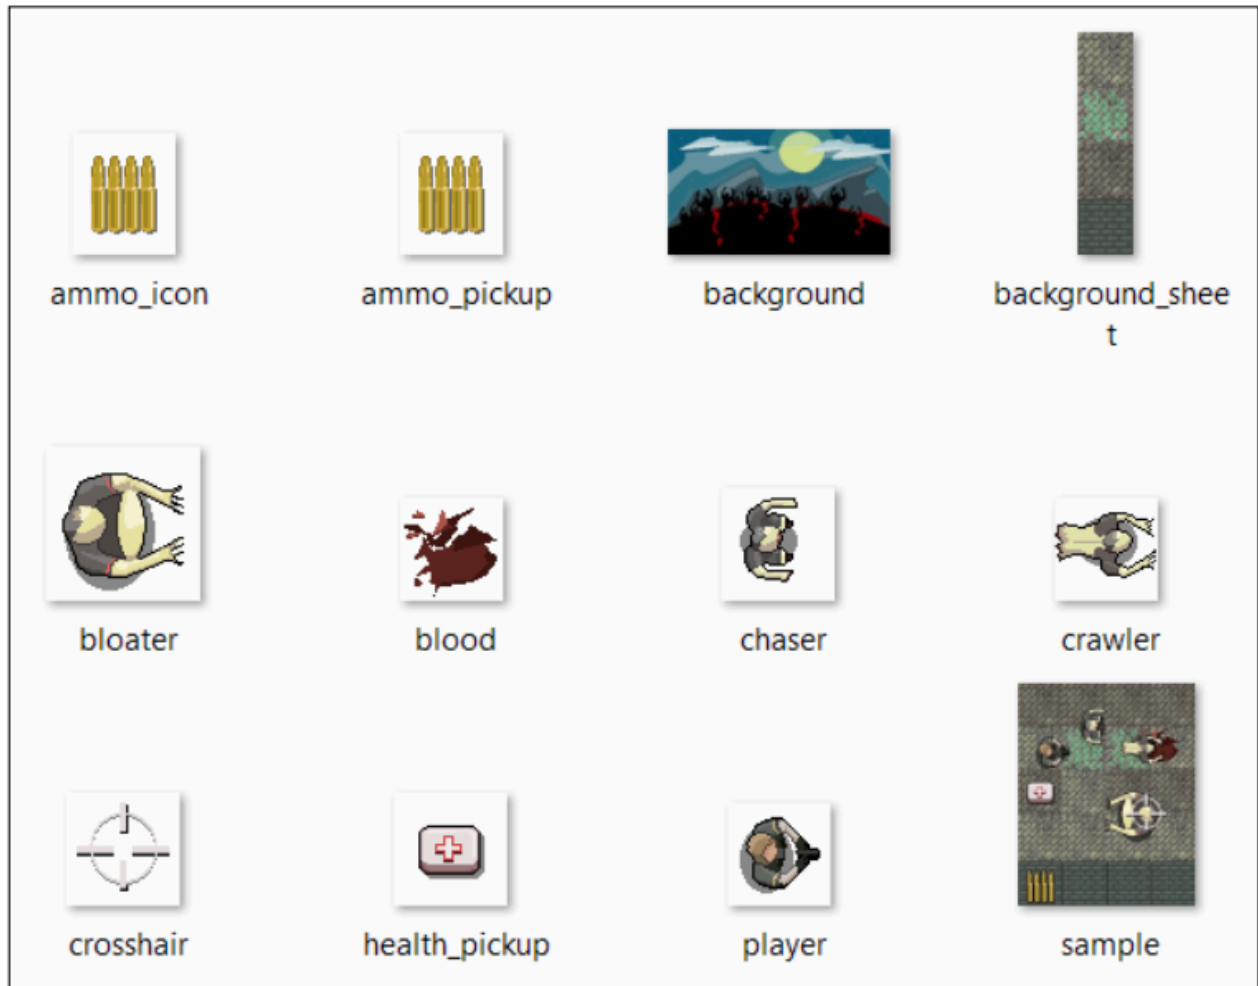 ammo_icon
ammo_pickup
background
background_shee
t
bloater
blood
chaser
crawler
crosshair
health_pickup
player
sample